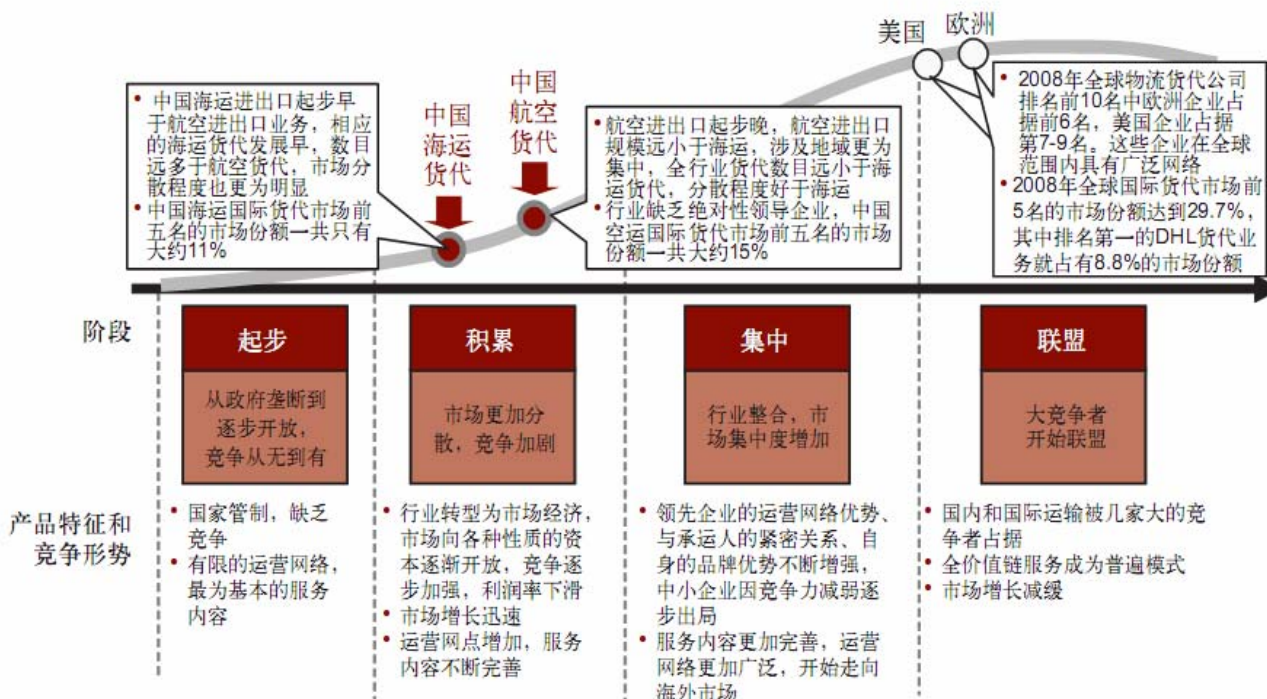 美国
欧洲
• 2008年全球物流货代公司
排名前10名中欧洲企业占
据前6名，美国企业占据
第7-9名。这些企业在全球
范围内具有广泛网络
• 2008年全球国际货代市场前
5名的市场份额达到29.7%，
其中排名第一的DHL货代业
务就占有8.8%的市场份额
• 中国海运进出口起步早
于航空进出口业务，相应
的海运货代发展早，数目
远多于航空货代，市场分
散程度也更为明显
• 中国海运国际货代市场前
五名的市场份额一共只有
大约11%
中国
海运
货代
中国
航空
货代
• 航空进出口起步晚，航空进出口
规模远小于海运，涉及地域更为
集中，全行业货代数目远小于海
运货代，分散程度好于海运
• 行业缺乏绝对性领导企业，中国
空运国际货代市场前五名的市场
份额一共大约15%
阶段
起步
积累
集中
联盟
从政府垄断到
逐步开放，
竞争从无到有
市场更加分
散，竞争加剧
行业整合，市
场集中度增加
大竞争者
开始联盟
产品特征和
竞争形势
• 国家管制，缺乏
竞争
• 有限的运营网络，
最为基本的服务
内容
• 行业转型为市场经济，
市场向各种性质的资
本逐渐开放，竞争逐
步加强，利润率下滑
• 市场增长迅速
• 运营网点增加，服务
内容不断完善
• 领先企业的运营网络优势、
与承运人的紧密关系、自
身的品牌优势不断增强，
中小企业因竞争力减弱逐
步出局
• 服务内容更加完善，运营
网络更加广泛，开始走向
海外市场
• 国内和国际运输被几家大的竞
争者占据
• 全价值链服务成为普遍模式
• 市场增长减缓